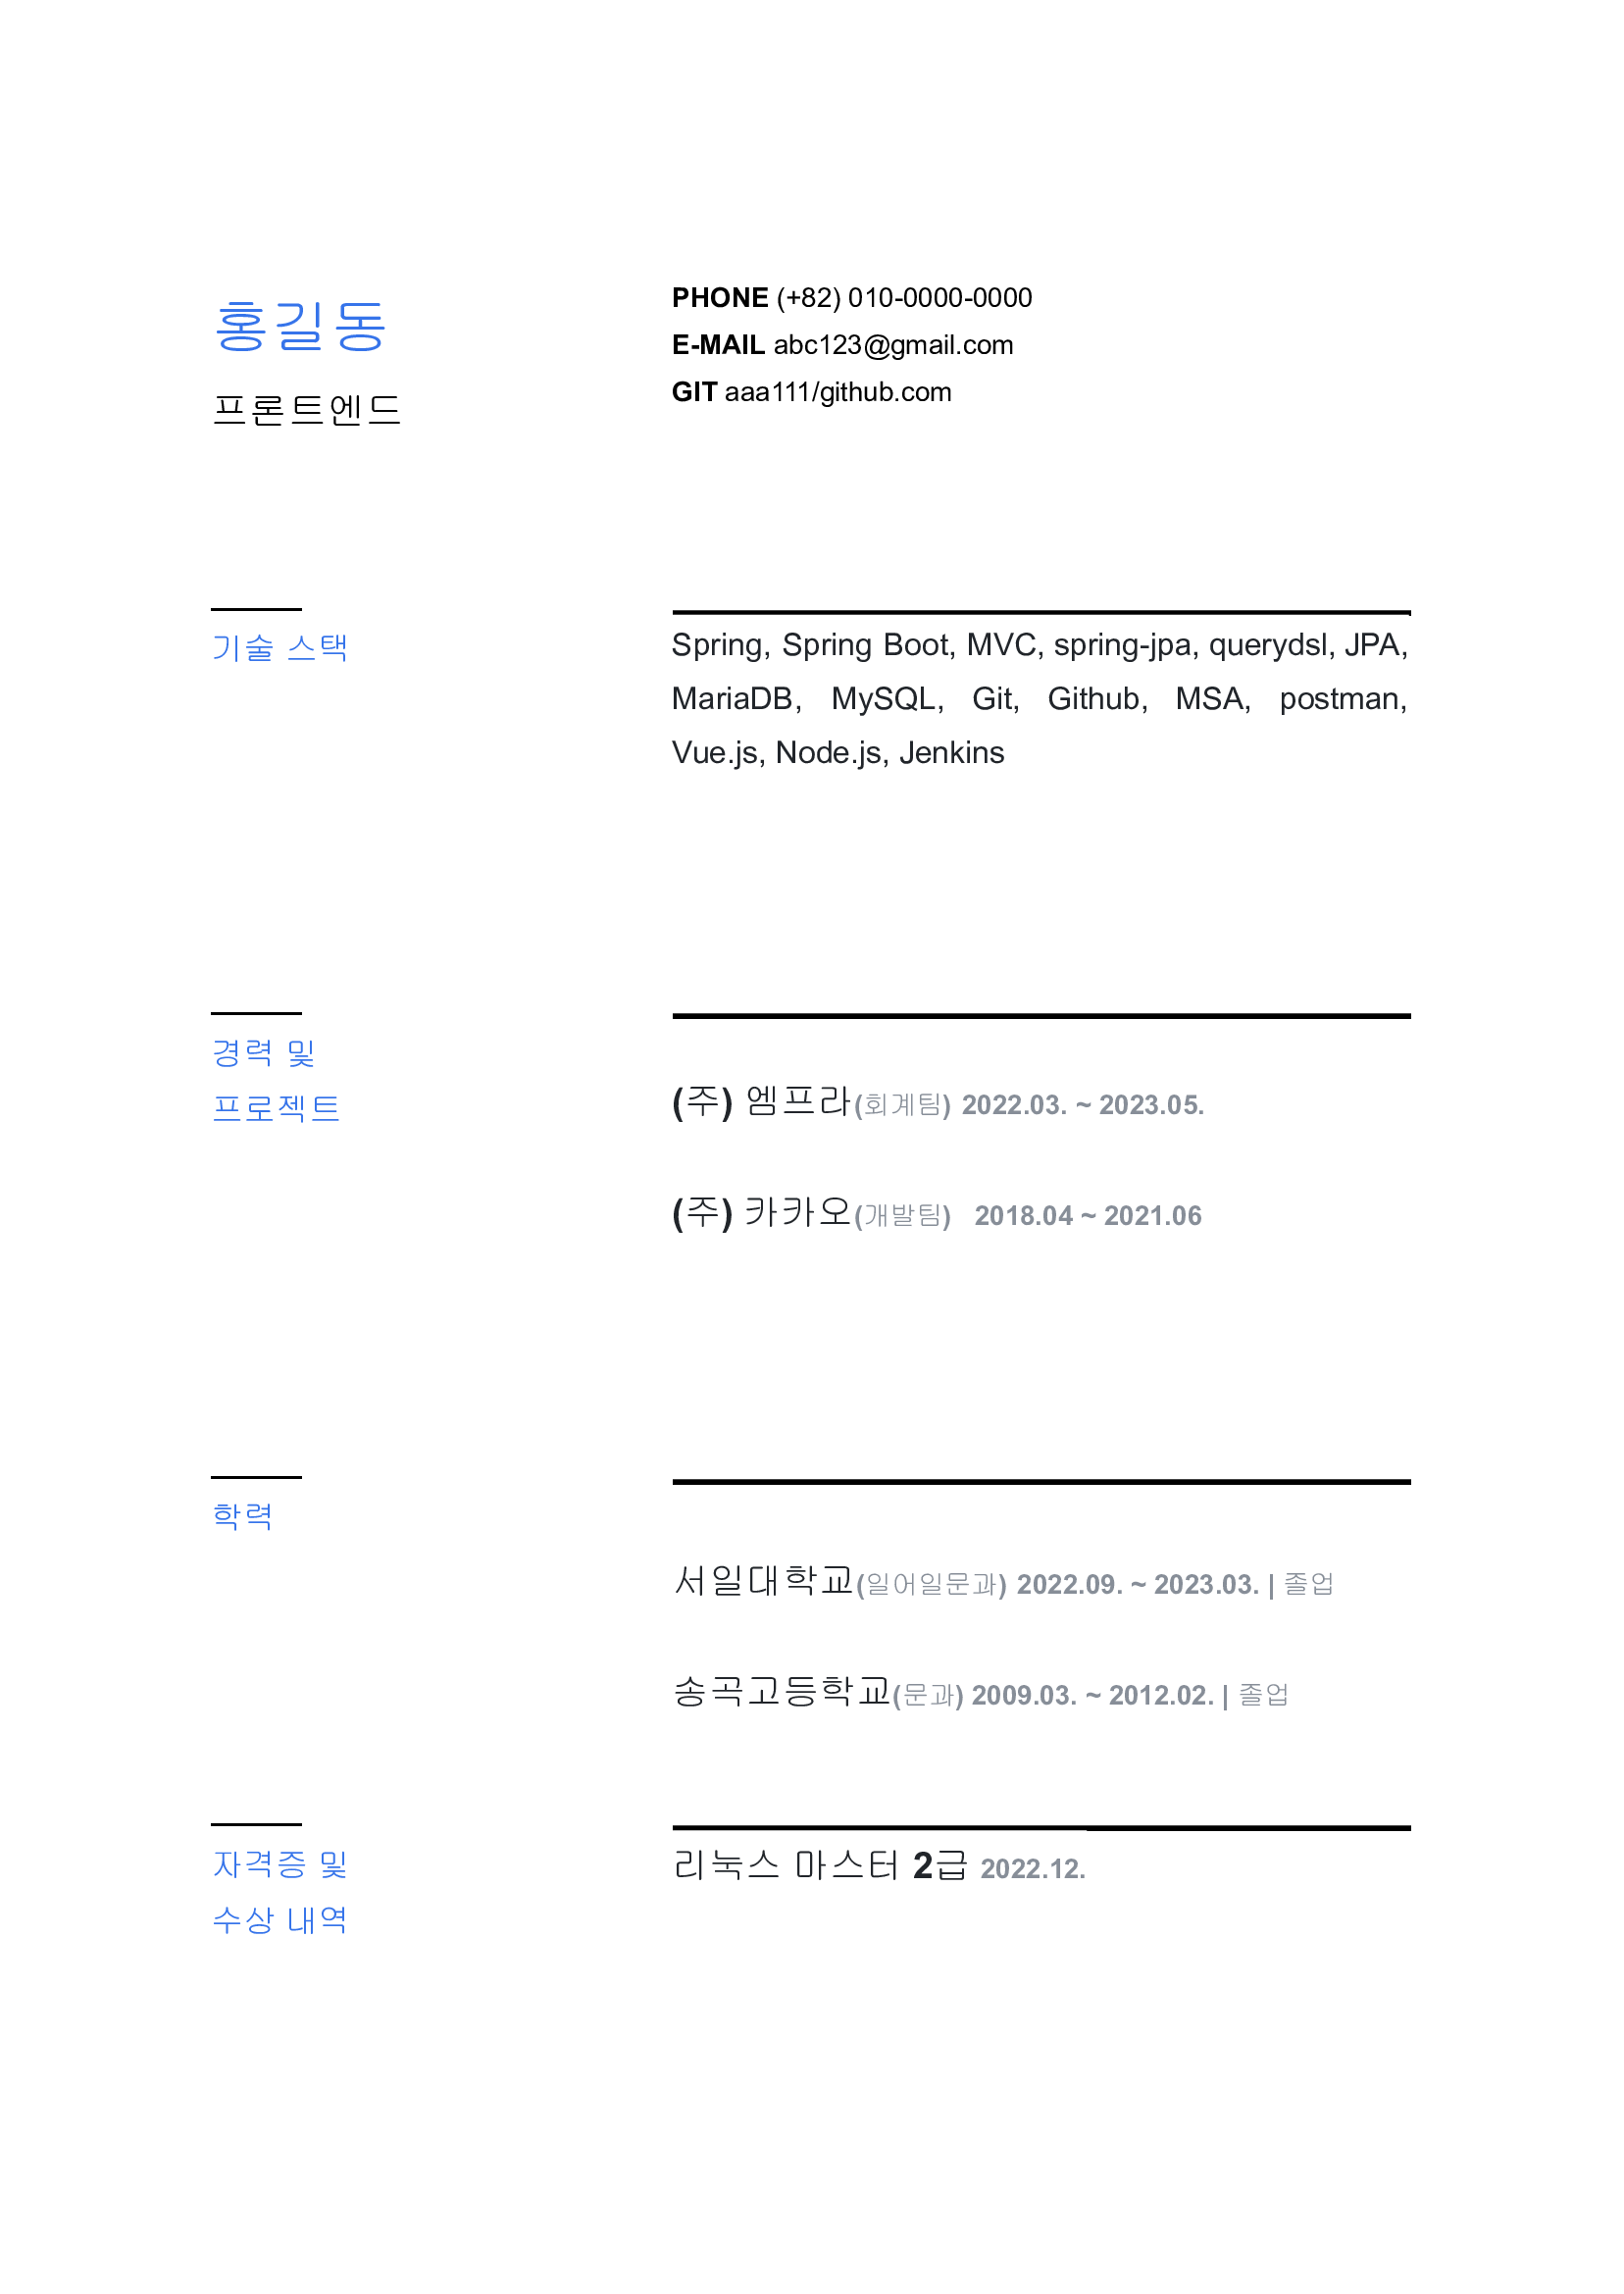 홍길동
프론트엔드
PHONE (+82) 010-0000-0000
E-MAIL abc123@gmail.com
GIT aaa111/github.com
기술 스택
Spring, Spring Boot, MVC, spring-jpa, querydsl, JPA,
MariaDB, MySQL, Git, Github, MSA, postman,
Vue.js, Node.js, Jenkins
경력 및
프로젝트
(주) 엠프라(회계팀) 2022.03. ~ 2023.05.
(주) 카카오(개발팀) 2018.04 ~ 2021.06
학력
서일대학교(일어일문과) 2022.09. ~ 2023.03. | 졸업
송곡고등학교(문과) 2009.03. ~ 2012.02. | 졸업
자격증 및
수상 내역
리눅스 마스터 2급 2022.12.